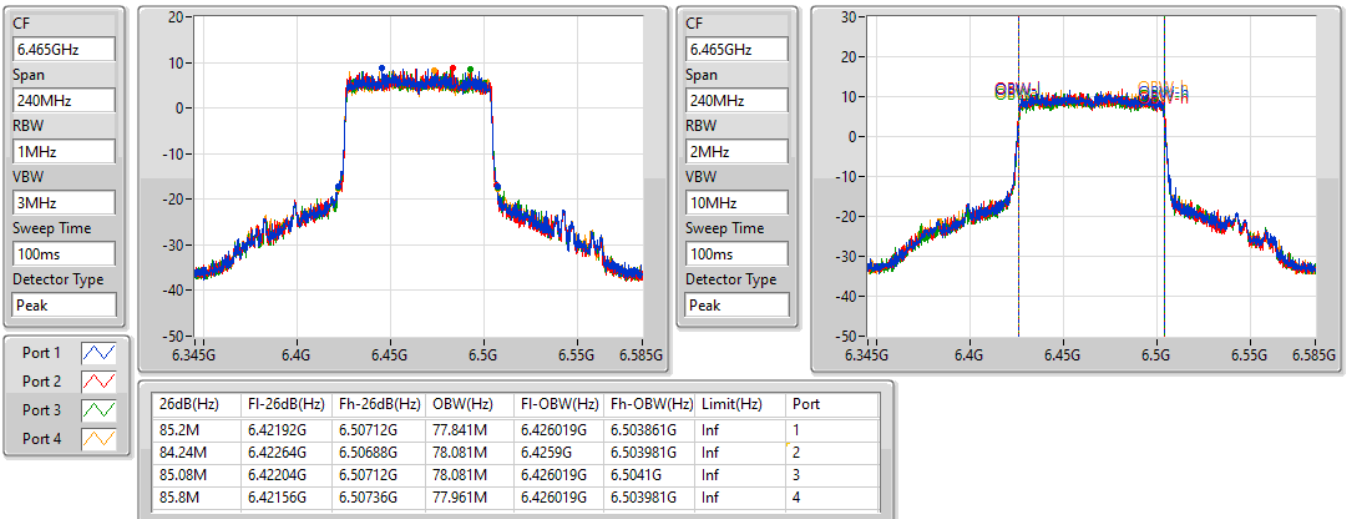 CF
6.465GHz
Span
240MHz
RBW
1MHz
VBW
3MHz
Sweep Time
100ms
Detector Type
Peak
20
10
0
-10
-20
-30
-40
-50
6.345G 6.4G 6.45G 6.5G 6.55G 6.585G
CF
6.465GHz
Span
240MHz
RBW
2MHz
VBW
10MHz
Sweep Time
100ms
Detector Type
Peak
30
20
10
0
-10
-20
-30
-40
-50
OBW-l OBW-h
6.345G 6.4G 6.45G 6.5G 6.55G 6.585G
Port 1
Port 2
Port 3
Port 4
26dB(Hz) Fl-26dB(Hz) Fh-26dB(Hz) OBW(Hz) Fl-OBW(Hz) Fh-OBW(Hz) Limit(Hz) Port
85.2M 6.42192G 6.50712G 77.841M 6.426019G 6.503861G Inf 1
84.24M 6.42264G 6.50688G 78.081M 6.4259G 6.503981G Inf 2
85.08M 6.42204G 6.50712G 78.081M 6.426019G 6.5041G Inf 3
85.8M 6.42156G 6.50736G 77.961M 6.426019G 6.503981G Inf 4